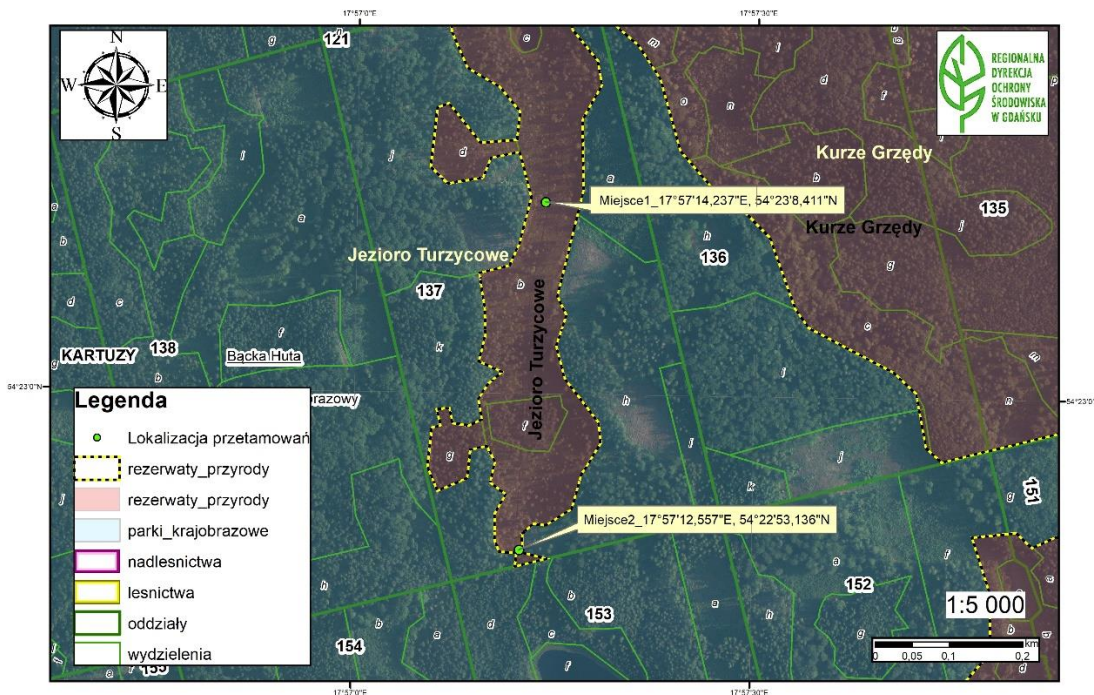 17°57'0"E
17°57'30"E
N
W E
S
121
REGIONALNA
DYREKCJA
OCHRONY
ŚRODOWISKA
W GDAŃSKU
Kurze Grzędy
Miejsce1_17°57'14,237"E, 54°23'8,411"N
135
Kurze Grzędy
Jezioro Turzycowe
136
137
Jezioro Turzycowe
KARTUZY
138
Bącka Huta
54°23'0"N
54°23'0"
Legenda
Lokalizacja przetamowań
rezerwaty_przyrody
rezerwaty_przyrody
parki_krajobrazowe
nadlesnictwa
lesnictwa
oddziały
wydzielenia
Miejsce2_17°57'12,557"E, 54°22'53,136"N
151
152
153
154
155
1:5 000
km
0 0,05 0,1 0,2
17°57'0"E
17°57'30"E